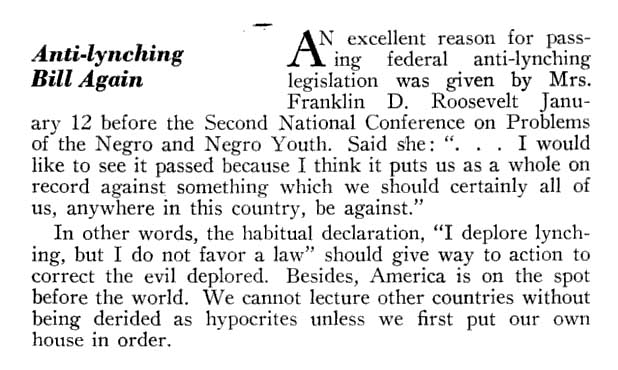 Anti-lynching
Bill Again
AN excellent reason for pass-
ing federal anti-lynching
legislation was given by Mrs.
Franklin D. Roosevelt Janu-
ary 12 before the Second National Conference on Problems
of the Negro and Negro Youth. Said she: “. . . I would
like to see it passed because I think it puts us as a whole on
record against something which we should certainly all of
us, anywhere in this country, be against.”
In other words, the habitual declaration, “I deplore lynch-
ing, but I do not favor a law” should give way to action to
correct the evil deplored. Besides, America is on the spot
before the world. We cannot lecture other countries without
being derided as hypocrites unless we first put our own
house in order.